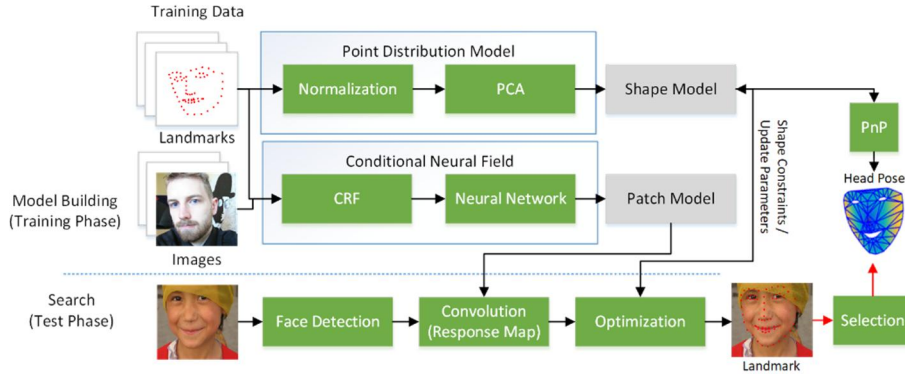 Training Data
Point Distribution Model
Normalization
PCA
Shape Model
Landmarks
PnP
Shape Constraints /
Update Parameters
Conditional Neural Field
Head Pose
Model Building
(Training Phase)
CRF
Neural Network
Patch Model
Images
Search
(Test Phase)
Face Detection
Convolution
(Response Map)
Optimization
Selection
Landmark